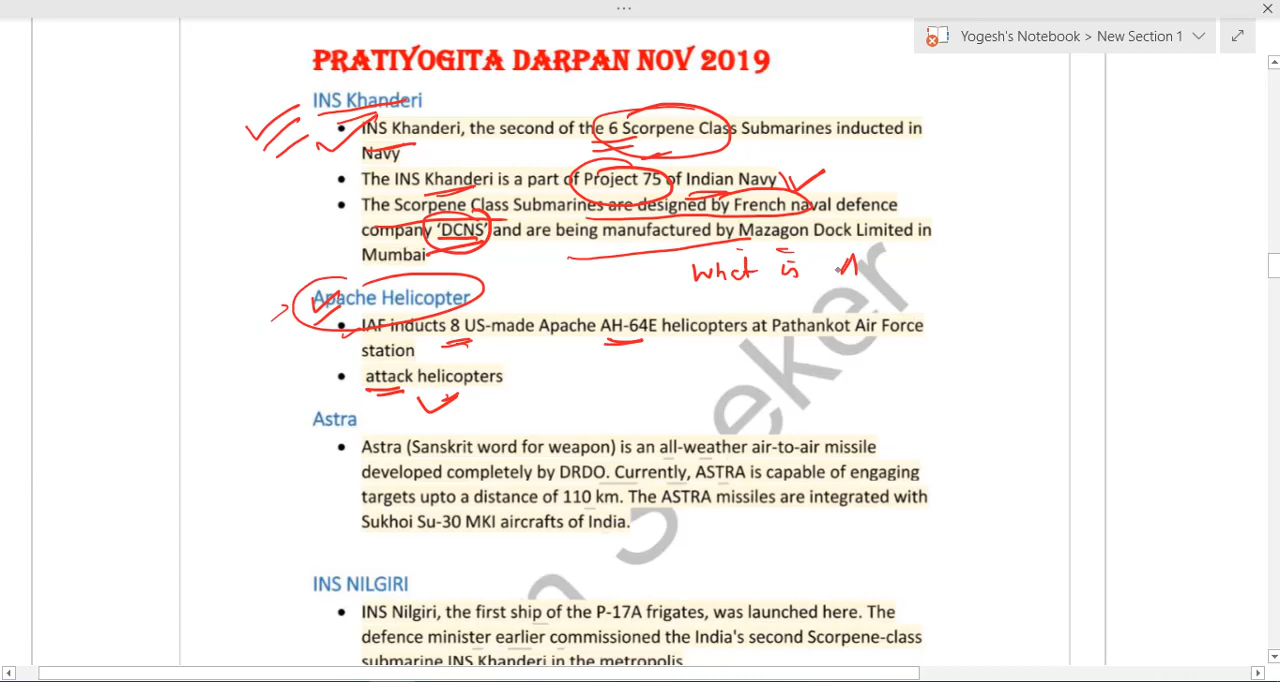 Yogesh's Notebook > New Section 1
PRATIYOGITA DARPAN NOV 2019
INS Khanderi
• INS Khanderi, the second of the 6 Scorpene Class Submarines inducted in
Navy
• The INS Khanderi is a part of Project 75 of Indian Navy
• The Scorpene Class Submarines are designed by French naval defence
company 'DCNS' and are being manufactured by Mazagon Dock Limited in
Mumbai
what is
Apache Helicopter
• IAF inducts 8 US-made Apache AH-64E helicopters at Pathankot Air Force
station
• attack helicopters
Astra
• Astra (Sanskrit word for weapon) is an all-weather air-to-air missile
developed completely by DRDO. Currently, ASTRA is capable of engaging
targets upto a distance of 110 km. The ASTRA missiles are integrated with
Sukhoi Su-30 MKI aircrafts of India.
INS NILGIRI
• INS Nilgiri, the first ship of the P-17A frigates, was launched here. The
defence minister earlier commissioned the India's second Scorpene-class
submarine INS Khanderi in the metropolis